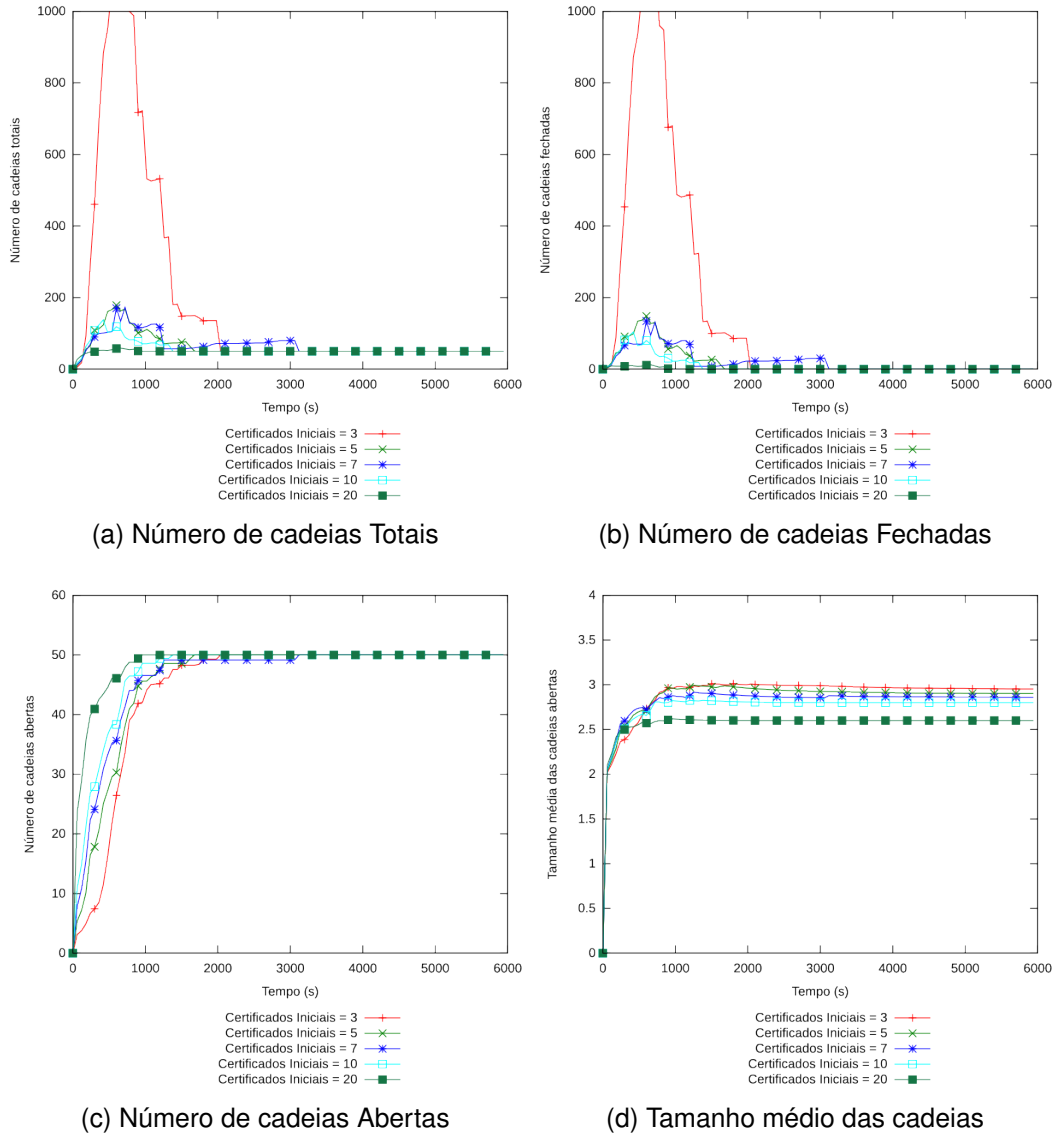 1000
800
600
400
200
0
Número de cadeias totais
0 1000 2000 3000 4000 5000 6000
Tempo (s)
Certificados Iniciais = 3
Certificados Iniciais = 5
Certificados Iniciais = 7
Certificados Iniciais = 10
Certificados Iniciais = 20
(a) Número de cadeias Totais
1000
800
600
400
200
0
Número de cadeias fechadas
0 1000 2000 3000 4000 5000 6000
Tempo (s)
Certificados Iniciais = 3
Certificados Iniciais = 5
Certificados Iniciais = 7
Certificados Iniciais = 10
Certificados Iniciais = 20
(b) Número de cadeias Fechadas
60
50
40
30
20
10
0
Número de cadeias abertas
0 1000 2000 3000 4000 5000 6000
Tempo (s)
Certificados Iniciais = 3
Certificados Iniciais = 5
Certificados Iniciais = 7
Certificados Iniciais = 10
Certificados Iniciais = 20
(c) Número de cadeias Abertas
4
3.5
3
2.5
2
1.5
1
0.5
0
Tamanho média das cadeias abertas
0 1000 2000 3000 4000 5000 6000
Tempo (s)
Certificados Iniciais = 3
Certificados Iniciais = 5
Certificados Iniciais = 7
Certificados Iniciais = 10
Certificados Iniciais = 20
(d) Tamanho médio das cadeias